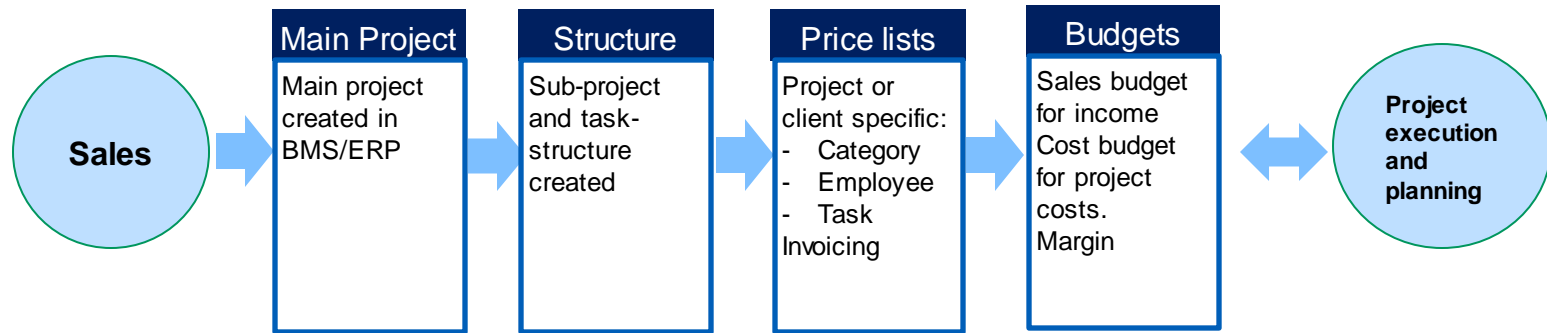 Sales
Main Project
Main project
created in
BMS/ERP
Structure
Sub-project
and task-
structure
created
Price lists
Project or
client specific:
- Category
- Employee
- Task
Invoicing
Budgets
Sales budget
for income
Cost budget
for project
costs.
Margin
Project
execution
and
planning